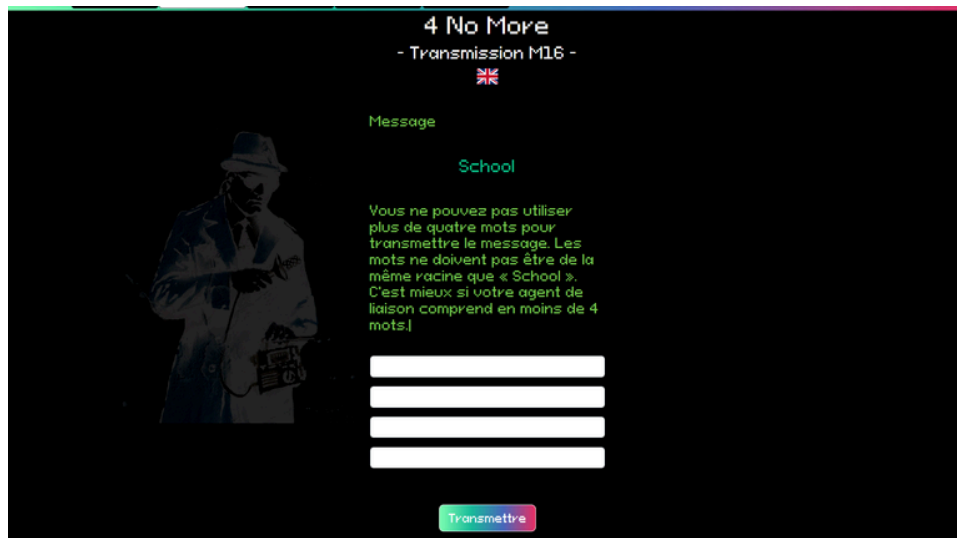 4 No More
- Transmission M16 -
Message
School
Vous ne pouvez pas utiliser
plus de quatre mots pour
transmettre le message. Les
mots ne doivent pas être de la
même racine que « School ».
C'est mieux si votre agent de
liaison comprend en moins de 4
mots.|
Transmettre